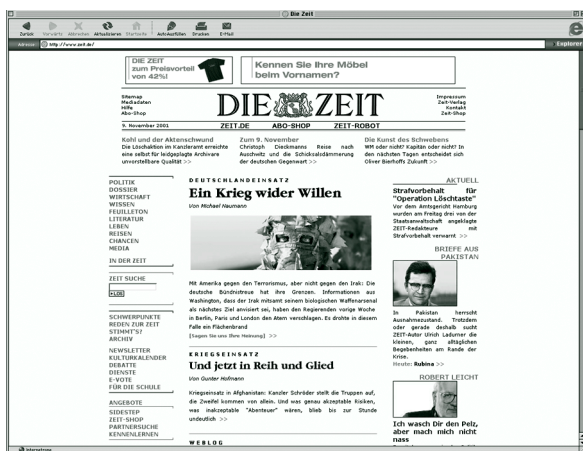 Die Zeit
Zurück Vorwärts Abbrechen Aktualisieren Startseite AutoAusfüllen Drucken E-Mail
Adresse: http://www.zeit.de/ Explorer
DIE ZEIT
zum Preisvorteil
von 42%!
Kennen Sie Ihre Möbel
beim Vornamen?
Sitemap
Mediadaten
Hilfe
Abo-Shop
DIE ZEIT
Impressum
Zeit-Verlag
Kontakt
Zeit-Shop
9. November 2001 ZEIT.DE ABO-SHOP ZEIT-ROBOT
Kohl und der Aktenschwund
Die Löschaktion im Kanzleramt erreichte
eine selbst für leidgeplagte Archivare
unvorstellbare Qualität >>
Zum 9. November
Christoph Dieckmanns Reise nach
Auschwitz und die Schicksalsdämmerung
der deutschen Gegenwart >>
Die Kunst des Schwebens
WM oder nicht? Kapitän oder nicht? In
den nächsten Tagen entscheidet sich
Oliver Bierhoffs Zukunft >>
POLITIK
DOSSIER
WIRTSCHAFT
WISSEN
FEUILLETON
LITERATUR
LEBEN
REISEN
CHANCEN
MEDIA
IN DER ZEIT
ZEIT SUCHE
LOS
SCHWERPUNKTE
REDEN ZUR ZEIT
STIMMT'S?
ARCHIV
NEWSLETTER
KULTURKALENDER
DEBATTE
DIENSTE
E-VOTE
FÜR DIE SCHULE
ANGEBOTE
SIDESTEP
ZEIT-SHOP
PARTNERSUCHE
KENNENLERNEN
DEUTSCHLANDEINSATZ
Ein Krieg wider Willen
Von Michael Naumann
Mit Amerika gegen den Terrorismus, aber nicht gegen den Irak: Die
deutsche Bündnistreue hat ihre Grenzen. Informationen aus
Washington, dass der Irak mitsamt seinem biologischen Waffenarsenal
als nächstes Ziel anvisiert sei, haben den Regierenden vorige Woche
in Berlin, Paris und London den Atem verschlagen. Es drohte in diesem
Falle ein Flächenbrand
[Sagen Sie uns Ihre Meinung] >>
KRIEGSEINSATZ
Und jetzt in Reih und Glied
Von Gunter Hofmann
Kriegseinsatz in Afghanistan: Kanzler Schröder stellt die Truppen auf,
die Zweifel kommen von allein. Und was genau akzeptable Risiken,
was inakzeptable "Abenteuer" wären, blieb bis zur Stunde
undeutlich >>
WEBLOG
AKTUELL
Strafvorbehalt für
"Operation Löschtaste"
Vor dem Amtsgericht Hamburg
wurden am Freitag drei von der
Staatsanwaltschaft angeklagte
ZEIT-Redakteure mit
Strafvorbehalt verwarnt >>
BRIEFE AUS
PAKISTAN
In Pakistan herrscht
Ausnahmezustand. Trotzdem
oder gerade deshalb sucht
ZEIT-Autor Ulrich Ladurner die
kleinen, ganz alltäglichen
Begebenheiten am Rande der
Krise.
Heute: Rubina >>
ROBERT LEICHT
Ich wasch Dir den Pelz,
aber mach mich nicht
nass
Internetzone